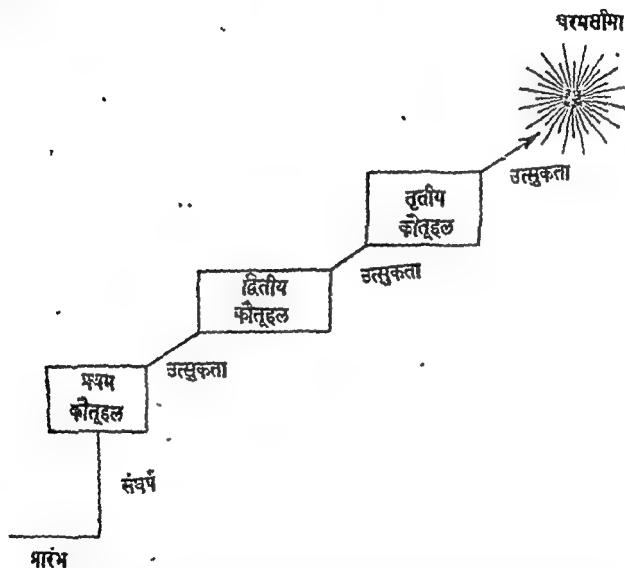 चरमसीमा
उत्सुकता
तृतीय
कौतूहल
उत्सुकता
द्वितीय
कौतूहल
उत्सुकता
प्रथम
कौतूहल
संघर्ष
प्रारंभ